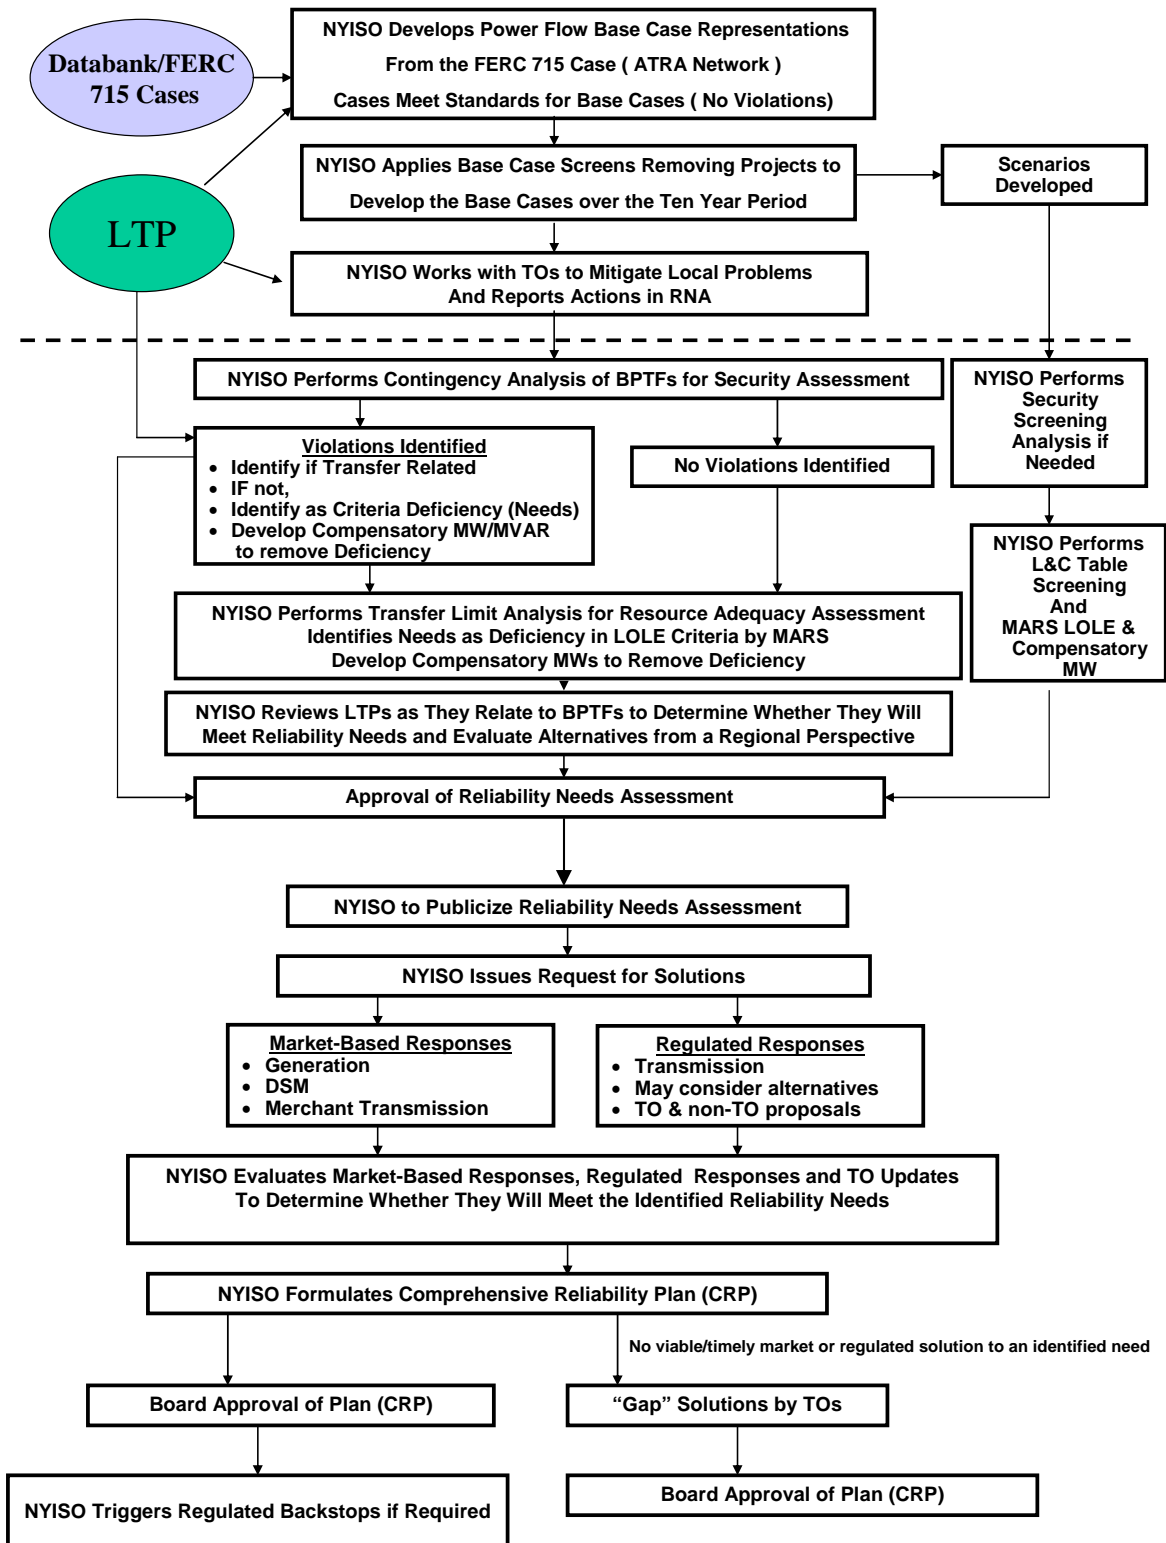 NYISO Develops Power Flow Base Case Representations
From the FERC 715 Case ( ATRA Network )
Cases Meet Standards for Base Cases ( No Violations)
Databank/FERC
715 Cases
NYISO Applies Base Case Screens Removing Projects to
Develop the Base Cases over the Ten Year Period
Scenarios
Developed
LTP
NYISO Works with TOs to Mitigate Local Problems
And Reports Actions in RNA
NYISO Performs Contingency Analysis of BPTFs for Security Assessment
NYISO Performs
Security
Screening
Analysis if
Needed
Violations Identified
• Identify if Transfer Related
• IF not,
• Identify as Criteria Deficiency (Needs)
• Develop Compensatory MW/MVAR
to remove Deficiency
No Violations Identified
NYISO Performs
L&C Table
Screening
And
MARS LOLE &
Compensatory
MW
NYISO Performs Transfer Limit Analysis for Resource Adequacy Assessment
Identifies Needs as Deficiency in LOLE Criteria by MARS
Develop Compensatory MWs to Remove Deficiency
NYISO Reviews LTPs as They Relate to BPTFs to Determine Whether They Will
Meet Reliability Needs and Evaluate Alternatives from a Regional Perspective
Approval of Reliability Needs Assessment
NYISO to Publicize Reliability Needs Assessment
NYISO Issues Request for Solutions
Market-Based Responses
• Generation
• DSM
• Merchant Transmission
Regulated Responses
• Transmission
• May consider alternatives
• TO & non-TO proposals
NYISO Evaluates Market-Based Responses, Regulated Responses and TO Updates
To Determine Whether They Will Meet the Identified Reliability Needs
NYISO Formulates Comprehensive Reliability Plan (CRP)
No viable/timely market or regulated solution to an identified need
Board Approval of Plan (CRP)
“Gap” Solutions by TOs
NYISO Triggers Regulated Backstops if Required
Board Approval of Plan (CRP)